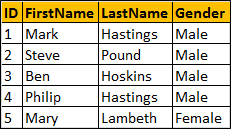 ID FirstName LastName Gender
1 Mark Hastings Male
2 Steve Pound Male
3 Ben Hoskins Male
4 Philip Hastings Male
5 Mary Lambeth Female